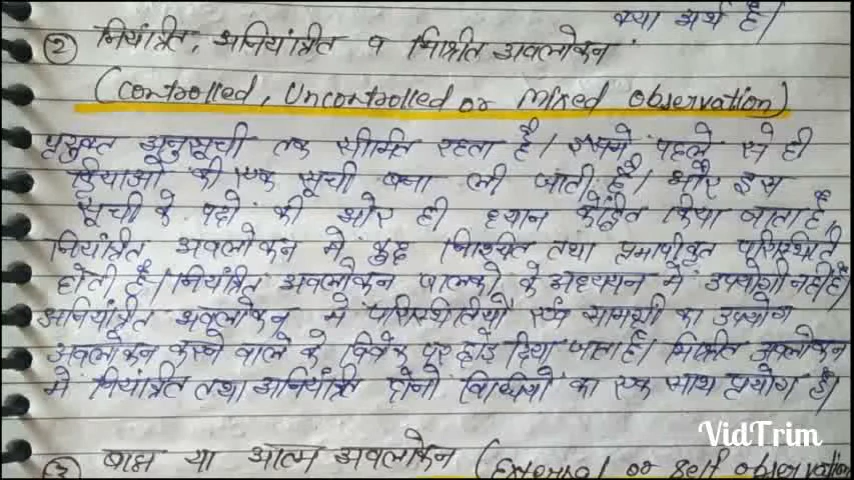 क्या अर्थ है।
② नियंत्रित, अनियंत्रित व मिश्रीत अवलोकन
(Controlled, Uncontrolled or Mixed Observation)
प्रस्तुत अनुसूची तक सीमित रहता है। इसमें पहले से ही
क्रियाओं की एक सूची बना ली जाती है। और इस
सूची के पदों की ओर ही ध्यान केंद्रित किया जाता है,
नियंत्रित अवलोकन में कुछ निश्चित तथा प्रमापीकृत परिस्थिति
होती है। नियंत्रित अवलोकन बालकों के अध्ययन में उपयोगी नहीं है।
अनियंत्रित अवलोकन में परिस्थितियों एवं सामग्री का उपयोग
अवलोकन करने वाले के विवेक पर छोड़ दिया जाता है। मिश्रित अवलोकन
में नियंत्रित तथा अनियंत्रित दोनो विधियों का एक साथ प्रयोग है।
VidTrim
③ बाह्य या आत्म अवलोकन (External or Self observation